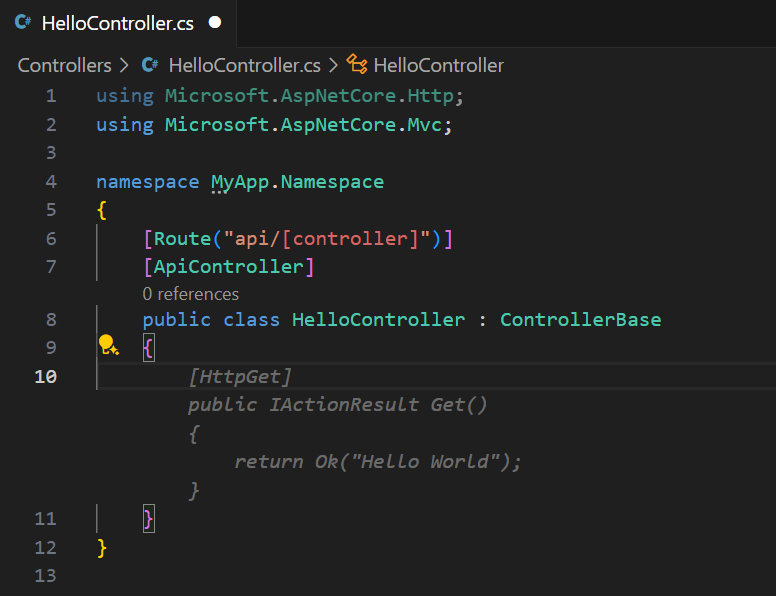 C# HelloController.cs
Controllers > C# HelloController.cs > HelloController
1 using Microsoft.AspNetCore.Http;
2 using Microsoft.AspNetCore.Mvc;
3
4 namespace MyApp.Namespace
5 {
6     [Route("api/[controller]")]
7     [ApiController]
0 references
8     public class HelloController : ControllerBase
9     {
10         [HttpGet]
        public IActionResult Get()
        {
            return Ok("Hello World");
        }
11     }
12 }
13